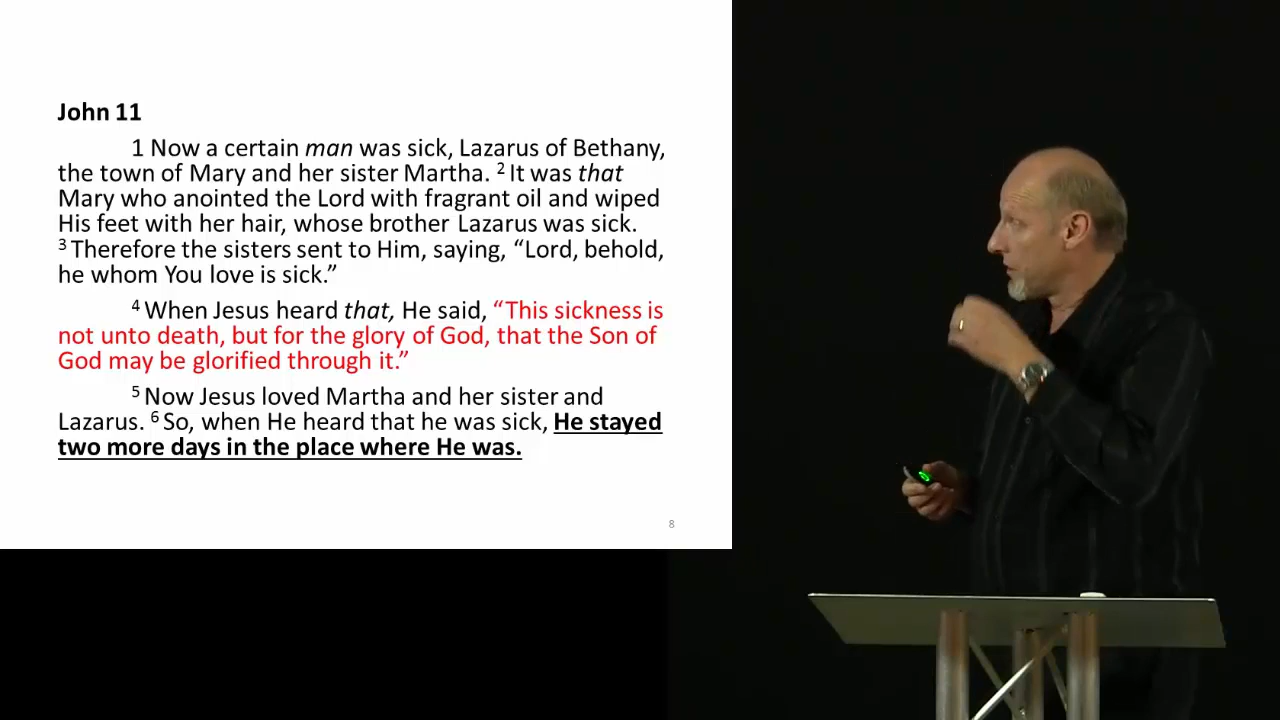 John 11
1 Now a certain man was sick, Lazarus of Bethany,
the town of Mary and her sister Martha. 2 It was that
Mary who anointed the Lord with fragrant oil and wiped
His feet with her hair, whose brother Lazarus was sick.
3 Therefore the sisters sent to Him, saying, “Lord, behold,
he whom You love is sick.”
4 When Jesus heard that, He said, “This sickness is
not unto death, but for the glory of God, that the Son of
God may be glorified through it.”
5 Now Jesus loved Martha and her sister and
Lazarus. 6 So, when He heard that he was sick, He stayed
two more days in the place where He was.
8